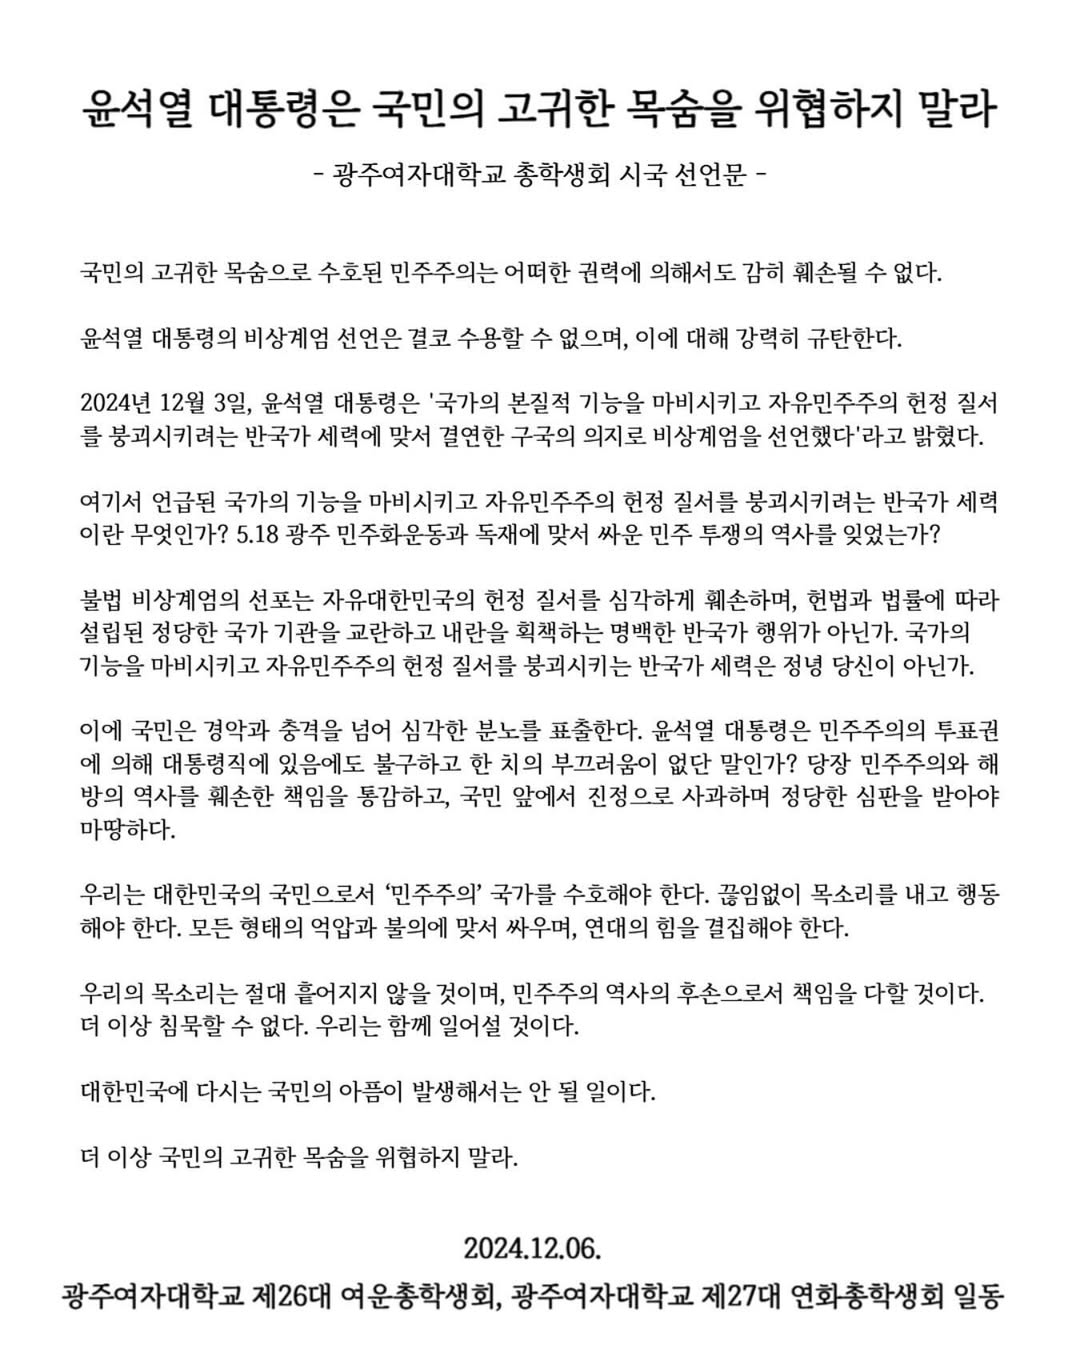 윤석열 대통령은 국민의 고귀한 목숨을 위협하지 말라
- 광주여자대학교 총학생회 시국 선언문 -
국민의 고귀한 목숨으로 수호된 민주주의는 어떠한 권력에 의해서도 감히 훼손될 수 없다.
윤석열 대통령의 비상계엄 선언은 결코 수용할 수 없으며, 이에 대해 강력히 규탄한다.
2024년 12월 3일, 윤석열 대통령은 '국가의 본질적 기능을 마비시키고 자유민주주의 헌정 질서
를 붕괴시키려는 반국가 세력에 맞서 결연한 구국의 의지로 비상계엄을 선언했다'라고 밝혔다.
여기서 언급된 국가의 기능을 마비시키고 자유민주주의 헌정 질서를 붕괴시키려는 반국가 세력
이란 무엇인가? 5.18 광주 민주화운동과 독재에 맞서 싸운 민주 투쟁의 역사를 잊었는가?
불법 비상계엄의 선포는 자유대한민국의 헌정 질서를 심각하게 훼손하며, 헌법과 법률에 따라
설립된 정당한 국가 기관을 교란하고 내란을 획책하는 명백한 반국가 행위가 아닌가. 국가의
기능을 마비시키고 자유민주주의 헌정 질서를 붕괴시키는 반국가 세력은 정녕 당신이 아닌가.
이에 국민은 경악과 충격을 넘어 심각한 분노를 표출한다. 윤석열 대통령은 민주주의의 투표권
에 의해 대통령직에 있음에도 불구하고 한 치의 부끄러움이 없단 말인가? 당장 민주주의와 해
방의 역사를 훼손한 책임을 통감하고, 국민 앞에서 진정으로 사과하며 정당한 심판을 받아야
마땅하다.
우리는 대한민국의 국민으로서 ‘민주주의’ 국가를 수호해야 한다. 끊임없이 목소리를 내고 행동
해야 한다. 모든 형태의 억압과 불의에 맞서 싸우며, 연대의 힘을 결집해야 한다.
우리의 목소리는 절대 흩어지지 않을 것이며, 민주주의 역사의 후손으로서 책임을 다할 것이다.
더 이상 침묵할 수 없다. 우리는 함께 일어설 것이다.
대한민국에 다시는 국민의 아픔이 발생해서는 안 될 일이다.
더 이상 국민의 고귀한 목숨을 위협하지 말라.
2024.12.06.
광주여자대학교 제26대 여운총학생회, 광주여자대학교 제27대 연화총학생회 일동